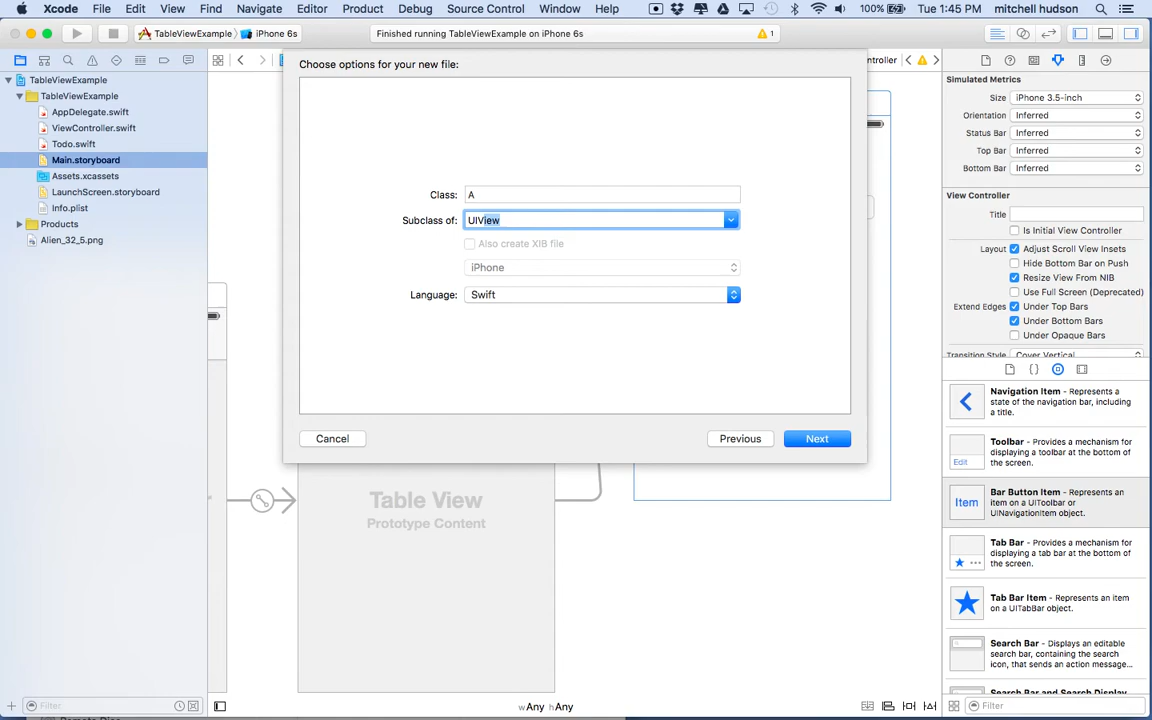 Xcode File Edit View Find Navigate Editor Product Debug Source Control Window Help 100% Tue 1:45 PM mitchell hudson
TableViewExample iPhone 6s Finished running TableViewExample on iPhone 6s 1
TableViewExample
TableViewExample
AppDelegate.swift
ViewController.swift
Todo.swift
Main.storyboard
Assets.xcassets
LaunchScreen.storyboard
Info.plist
Products
Alien_32_5.png
Filter
Choose options for your new file:
Class: A
Subclass of: UIView
Also create XIB file
iPhone
Language: Swift
Cancel Previous Next
Table View
Prototype Content
wAny hAny
Simulated Metrics
Size iPhone 3.5-inch
Orientation Inferred
Status Bar Inferred
Top Bar Inferred
Bottom Bar Inferred
View Controller
Title
Is Initial View Controller
Layout Adjust Scroll View Insets
Hide Bottom Bar on Push
Resize View From NIB
Use Full Screen (Deprecated)
Extend Edges Under Top Bars
Under Bottom Bars
Under Opaque Bars
Transition Style Cover Vertical
Navigation Item - Represents a
state of the navigation bar, including
a title.
Edit
Toolbar - Provides a mechanism for
displaying a toolbar at the bottom of
the screen.
Item
Bar Button Item - Represents an
item on a UIToolbar or
UINavigationItem object.
Tab Bar - Provides a mechanism for
displaying a tab bar at the bottom of
the screen.
Tab Bar Item - Represents an item
on a UITabBar object.
Search Bar - Displays an editable
search bar, containing the search
icon, that sends an action message...
Search Bar and Search Display
Filter